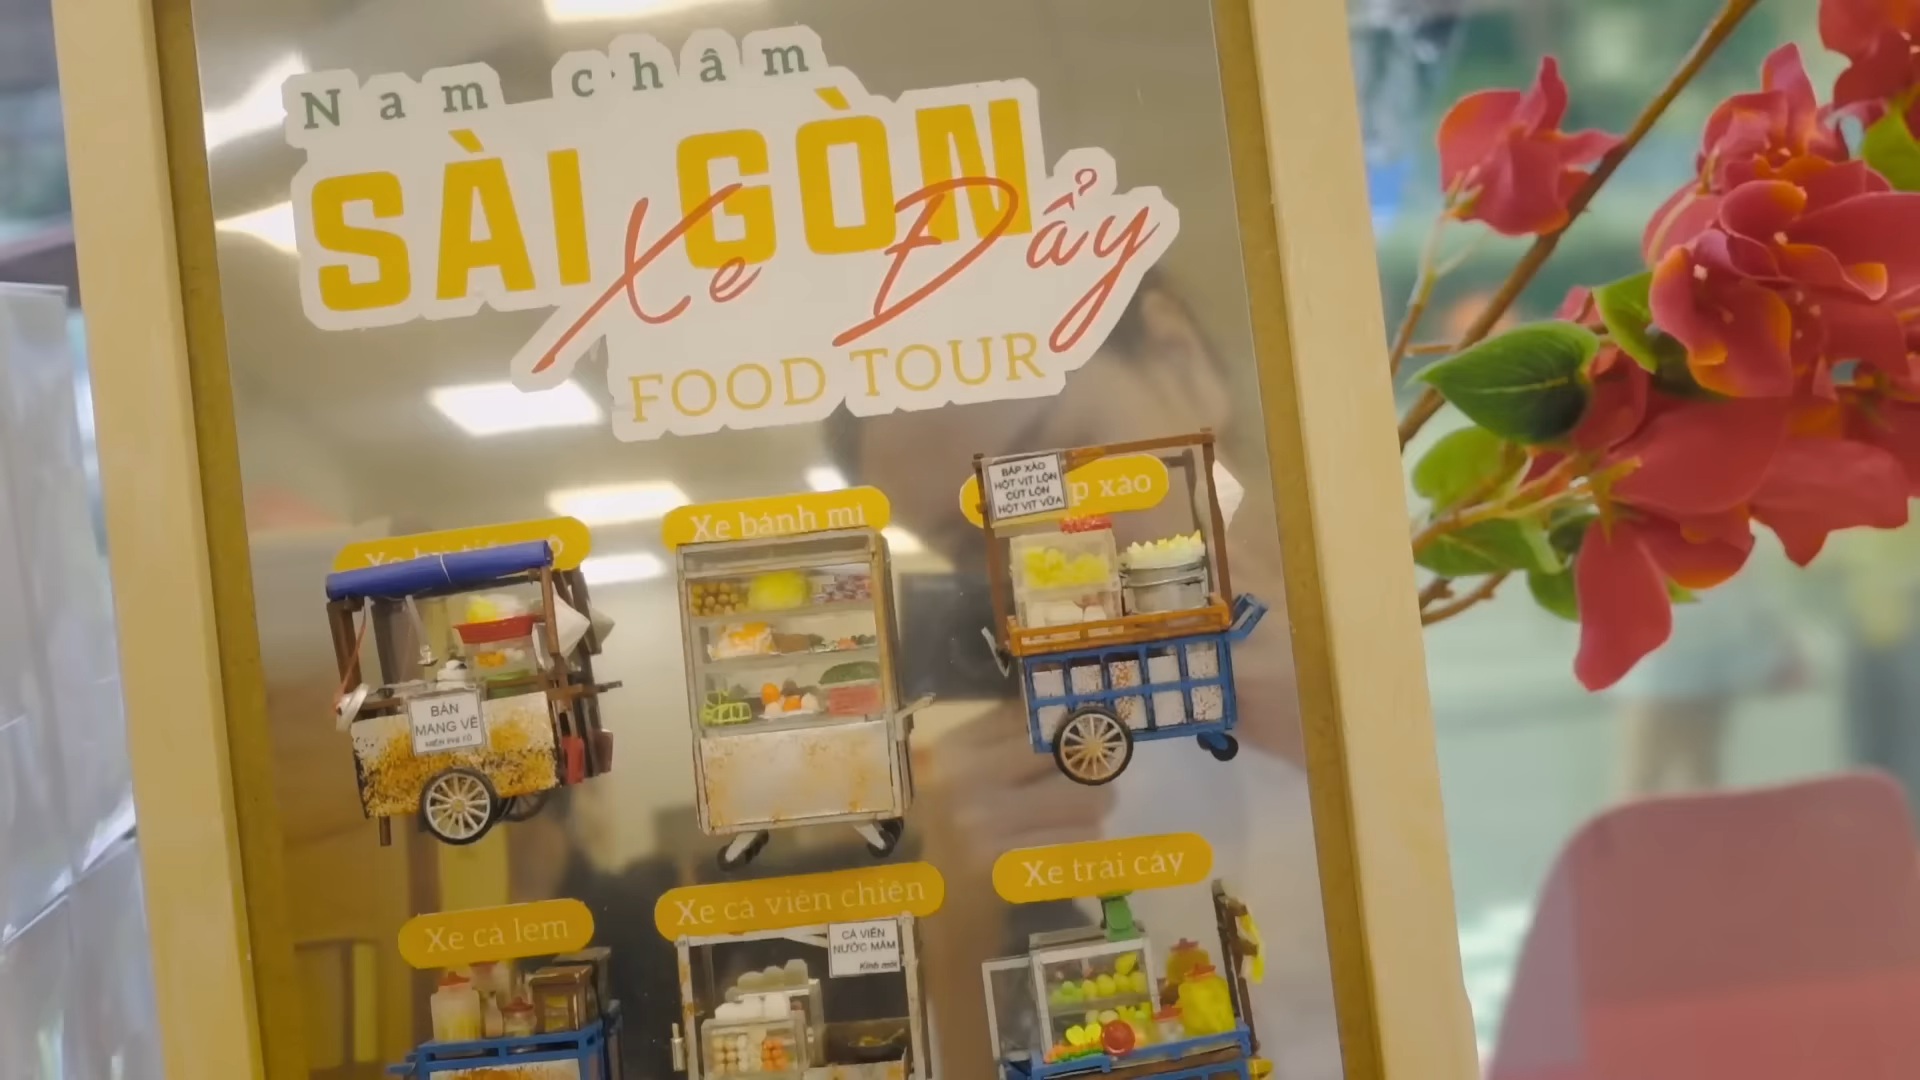 Nam châm
SÀI GÒN
Xe Đẩy
FOOD TOUR
Xe bánh mì
xào
BẮP XÀO
HỘT VỊT LỘN
CÚT LỘN
HỘT VỊT VỮA
Xe
BÁN
MANG VỀ
Xe cà lem
Xe cá viên chiên
CÁ VIÊN
NƯỚC MẮM
Kính mời
Xe trái cây